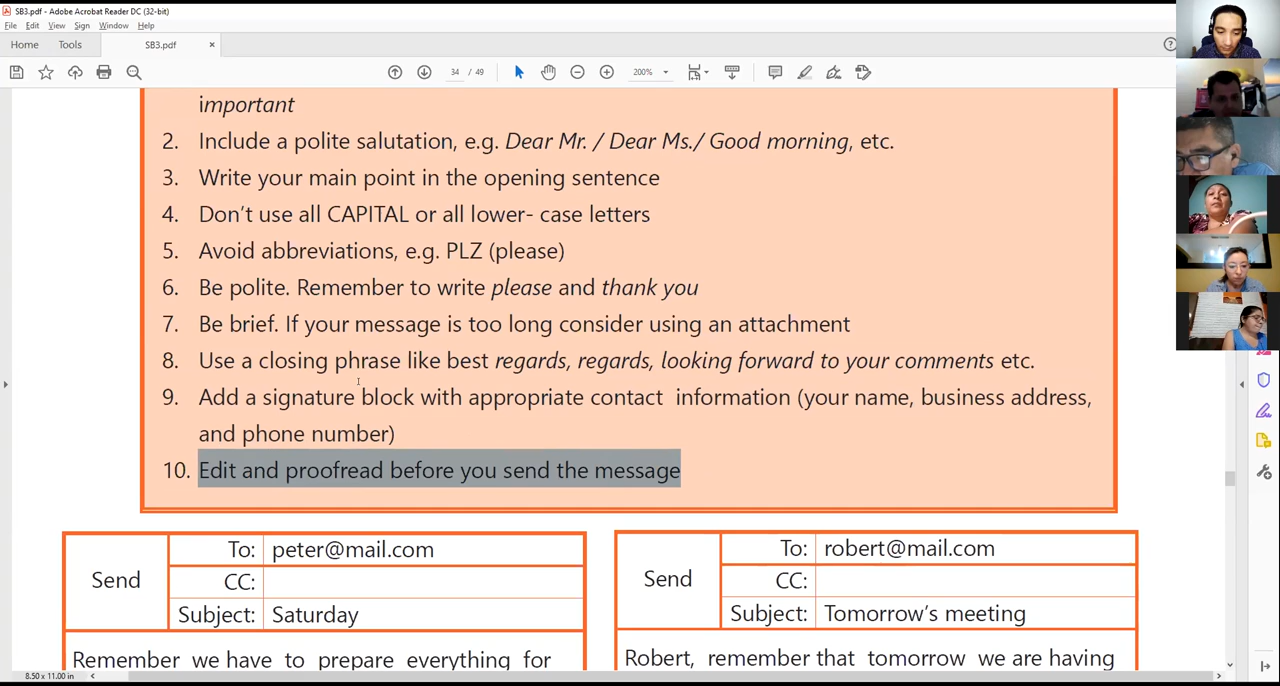 SB3.pdf - Adobe Acrobat Reader DC (32-bit)
File Edit View Sign Window Help
Home Tools SB3.pdf ×
34 / 49 200%
important
2. Include a polite salutation, e.g. Dear Mr. / Dear Ms./ Good morning, etc.
3. Write your main point in the opening sentence
4. Don't use all CAPITAL or all lower- case letters
5. Avoid abbreviations, e.g. PLZ (please)
6. Be polite. Remember to write please and thank you
7. Be brief. If your message is too long consider using an attachment
8. Use a closing phrase like best regards, regards, looking forward to your comments etc.
9. Add a signature block with appropriate contact information (your name, business address,
and phone number)
10. Edit and proofread before you send the message
Send
To: peter@mail.com
CC:
Subject: Saturday
Remember we have to prepare everything for
Send
To: robert@mail.com
CC:
Subject: Tomorrow's meeting
Robert, remember that tomorrow we are having
8.50 x 11.00 in